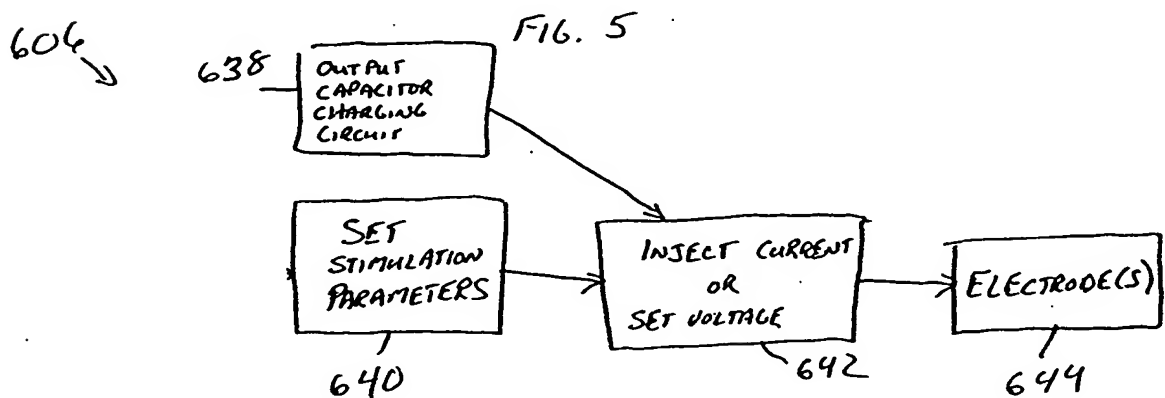 FIG. 5
606
638
OUTPUT
CAPACITOR
CHARGING
CIRCUIT
SET
STIMULATION
PARAMETERS
640
INJECT CURRENT
OR
SET VOLTAGE
642
ELECTRODE(S)
644